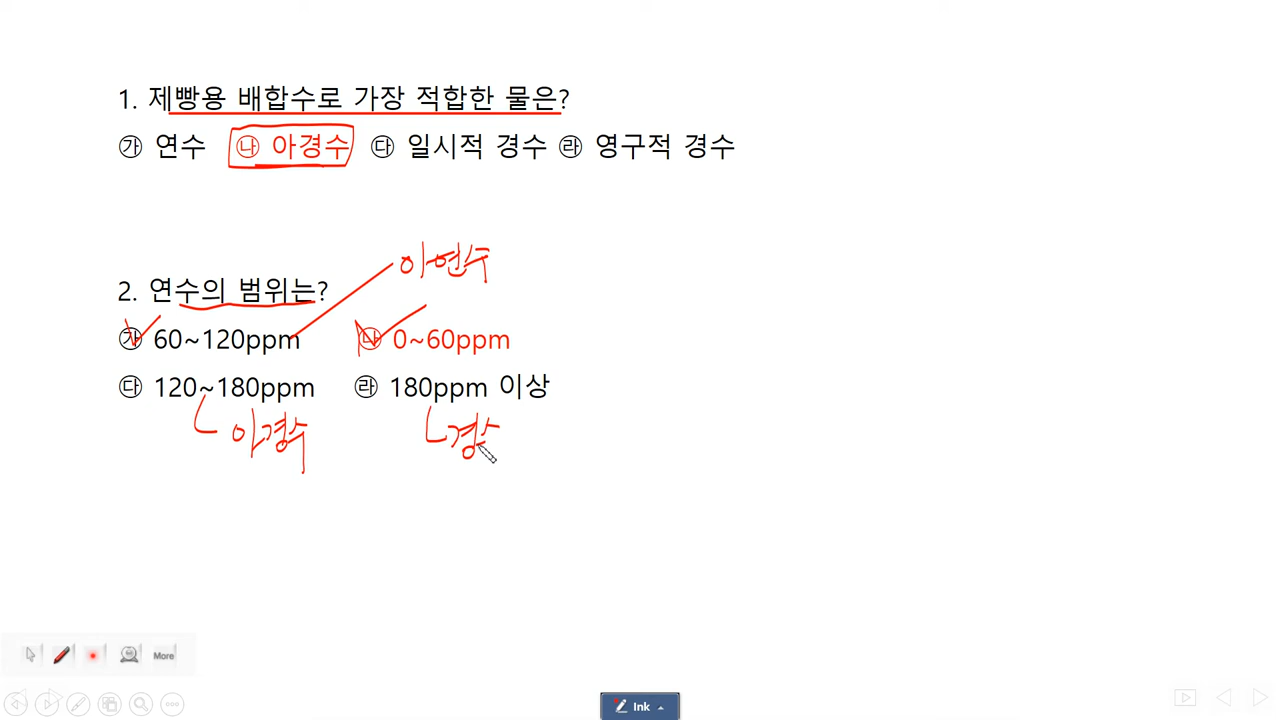 1. 제빵용 배합수로 가장 적합한 물은?
㉮ 연수 ㉯ 아경수 ㉰ 일시적 경수 ㉱ 영구적 경수
아연수
2. 연수의 범위는?
㉮ 60~120ppm ㉯ 0~60ppm
㉰ 120~180ppm ㉱ 180ppm 이상
아경수 경수
More
Ink